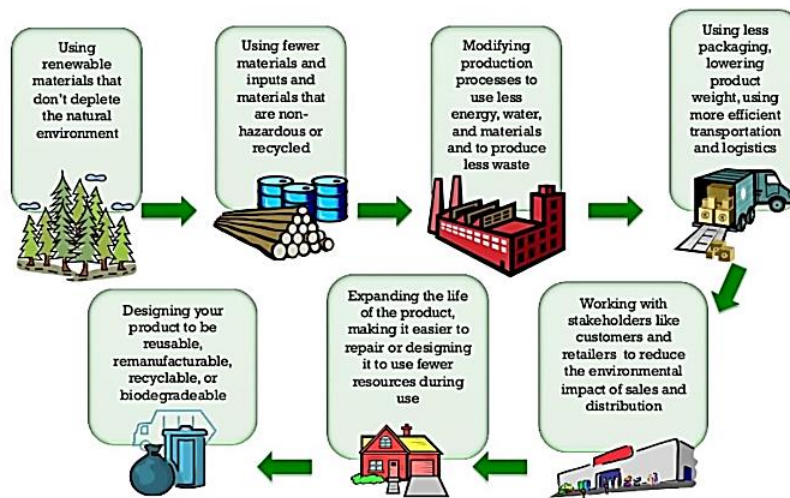 Using
renewable
materials that
don't deplete
the natural
environment
Using fewer
materials and
inputs and
materials that
are non-
hazardous or
recycled
Modifying
production
processes to
use less
energy, water,
and materials
and to produce
less waste
Using less
packaging,
lowering
product
weight, using
more efficient
transportation
and logistics
Working with
stakeholders like
customers and
retailers to reduce
the environmental
impact of sales and
distribution
Expanding the life
of the product,
making it easier to
repair or designing
it to use fewer
resources during
use
Designing your
product to be
reusable,
remanufacturable,
recyclable, or
biodegradeable